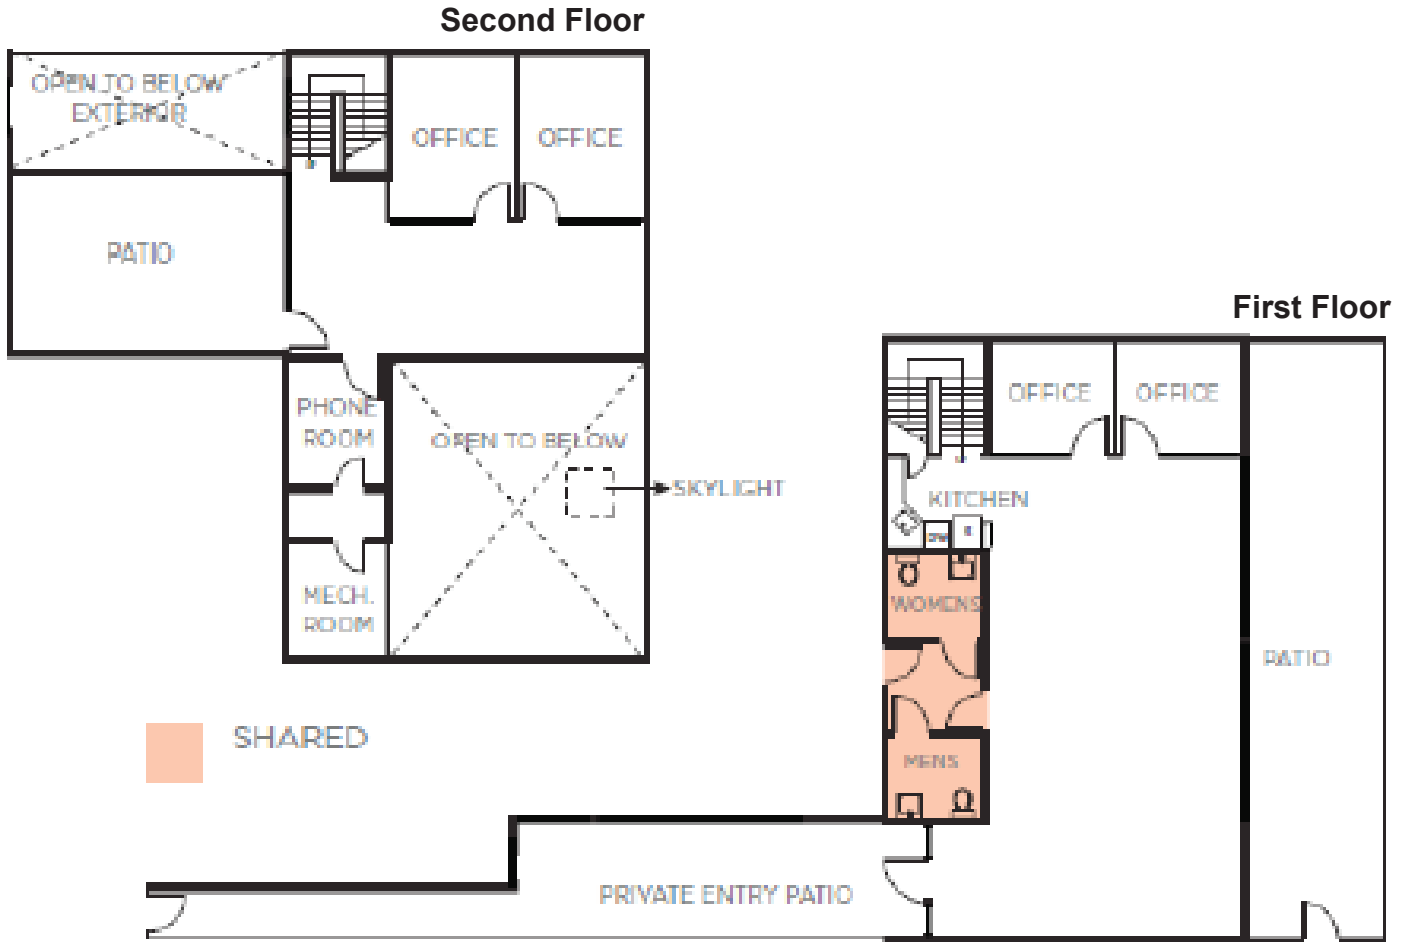 Second Floor
OPEN TO BELOW
EXTERIOR
OFFICE
OFFICE
PATIO
PHONE
ROOM
OPEN TO BELOW
SKYLIGHT
MECH.
ROOM
SHARED
First Floor
OFFICE
OFFICE
KITCHEN
WOMENS
PATIO
MENS
PRIVATE ENTRY PATIO